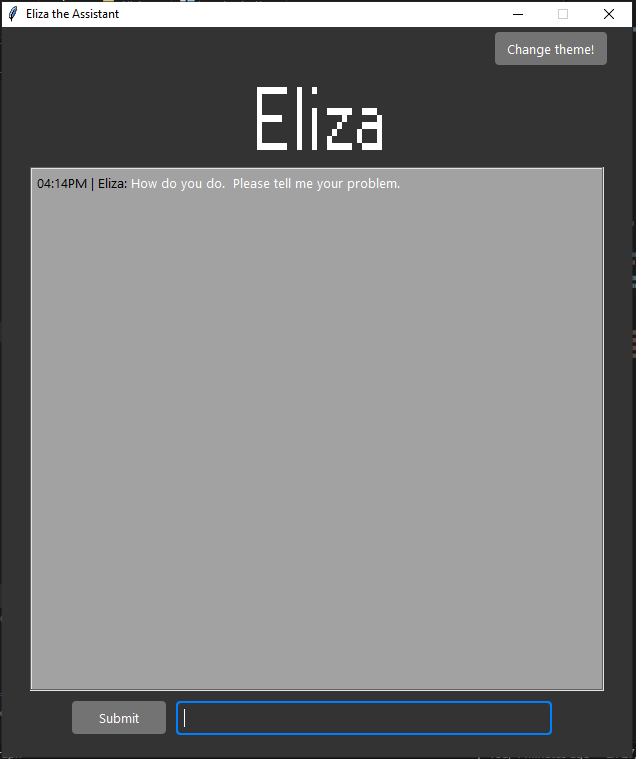 Eliza the Assistant
Change theme!
Eliza
04:14PM | Eliza: How do you do.  Please tell me your problem.
Submit